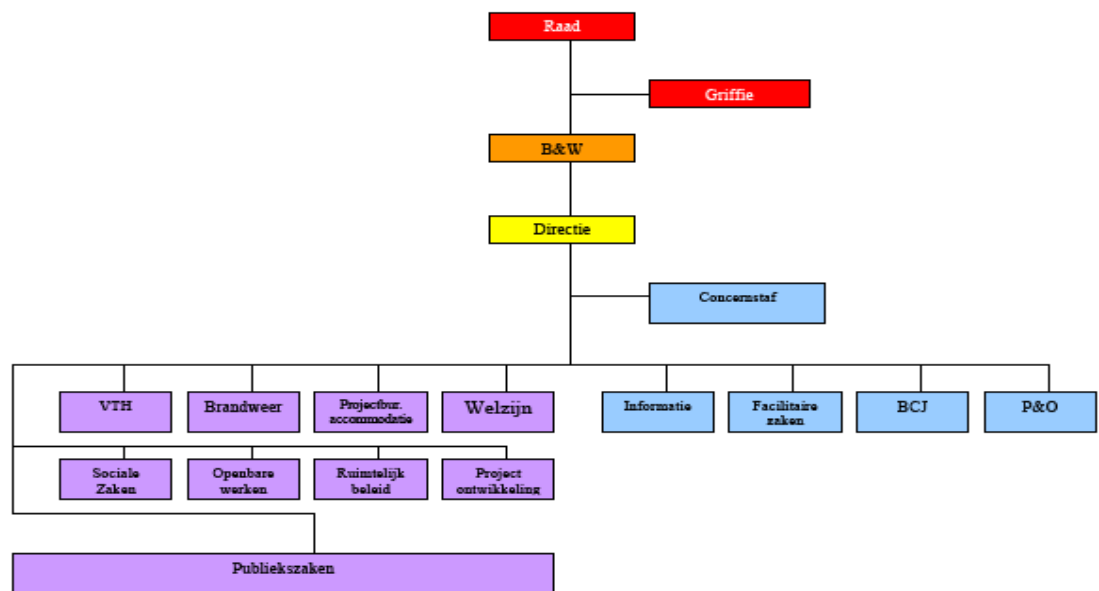 Raad
Griffie
B&W
Directie
Concernstaf
VTH
Brandweer
Projectbur.
accommodatie
Welzijn
Informatie
Facilitaire
zaken
BCJ
P&O
Sociale
Zaken
Openbare
werken
Ruimtelijk
beleid
Project
ontwikkeling
Publiekszaken